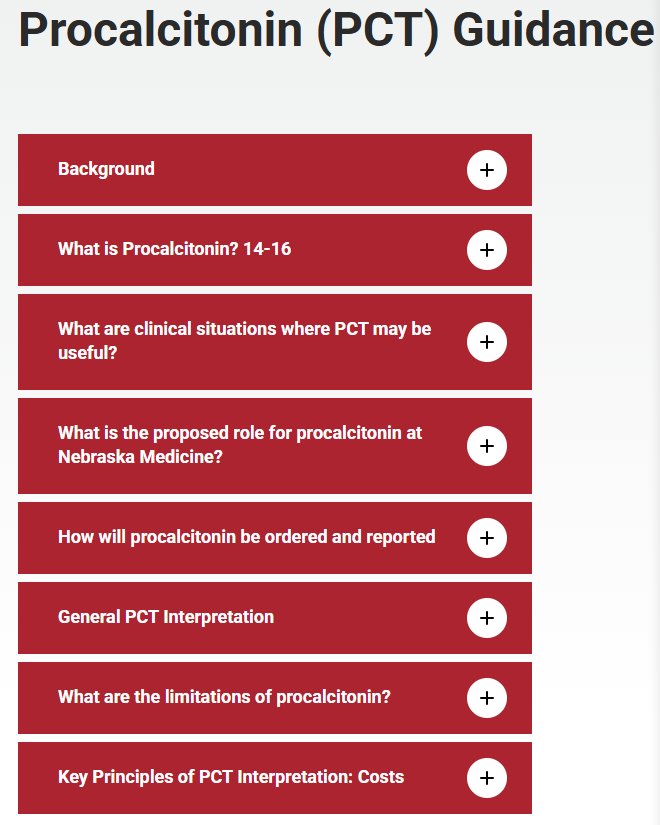 Procalcitonin (PCT) Guidance
Background
What is Procalcitonin? 14-16
What are clinical situations where PCT may be
useful?
What is the proposed role for procalcitonin at
Nebraska Medicine?
How will procalcitonin be ordered and reported
General PCT Interpretation
What are the limitations of procalcitonin?
Key Principles of PCT Interpretation: Costs